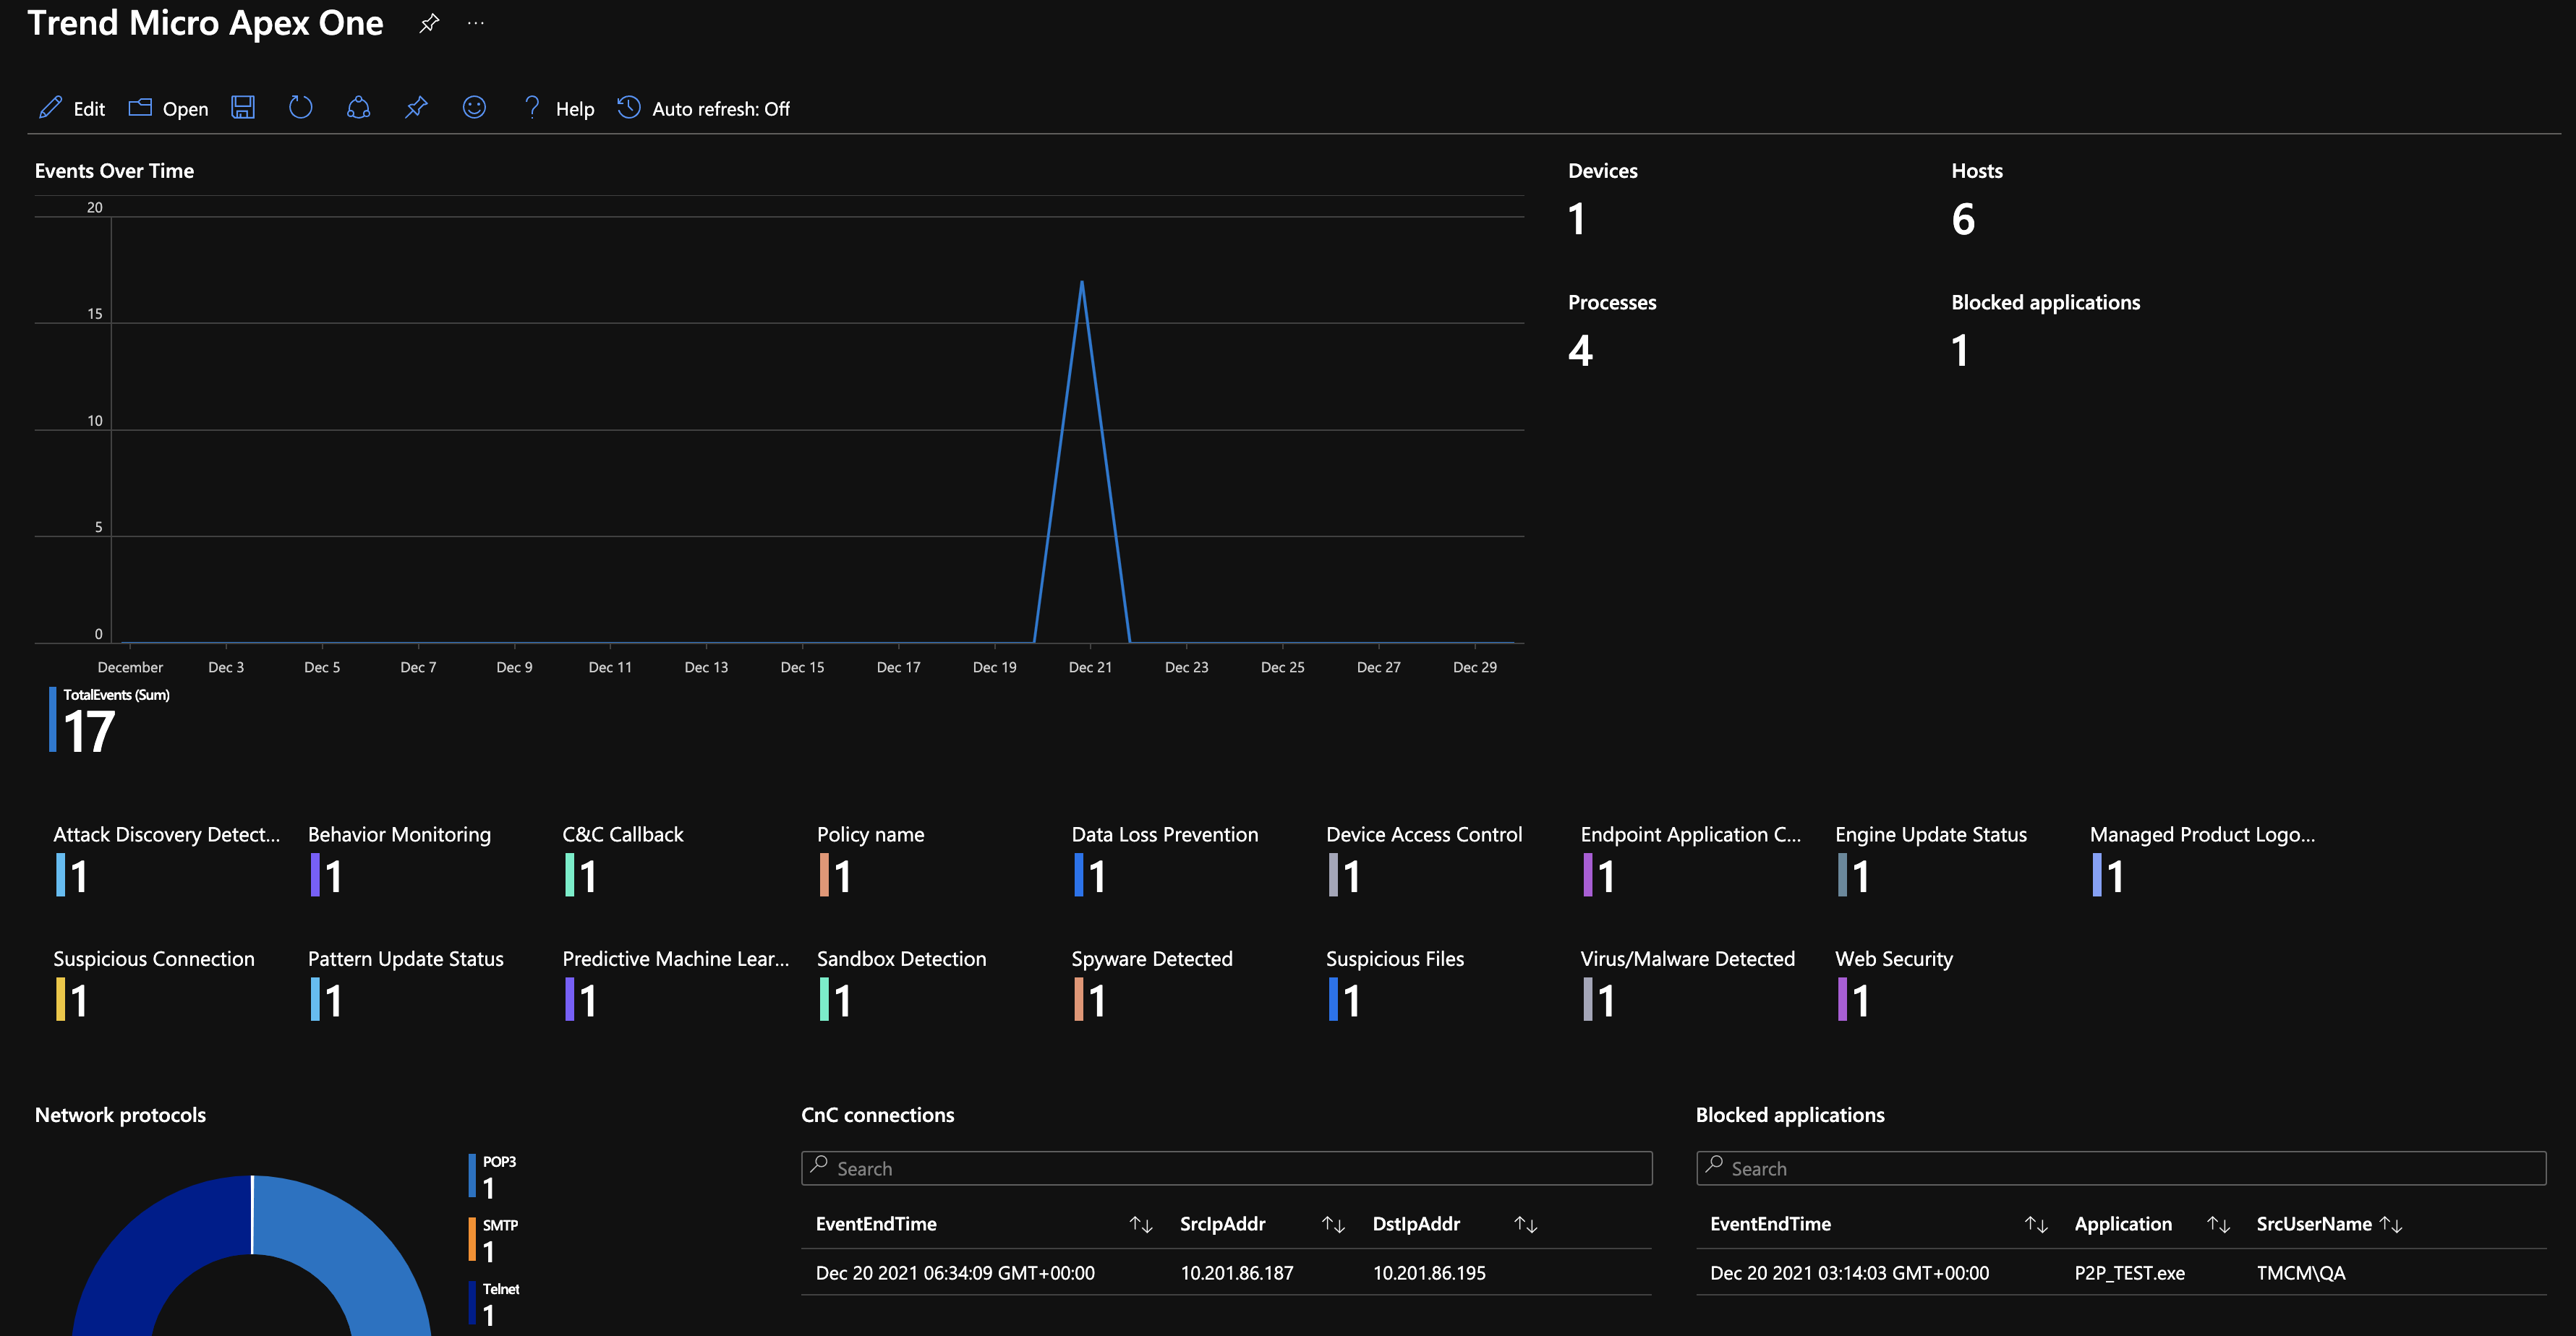 Trend Micro Apex One
Edit Open Help Auto refresh: Off
Events Over Time
20
15
10
5
0
December Dec 3 Dec 5 Dec 7 Dec 9 Dec 11 Dec 13 Dec 15 Dec 17 Dec 19 Dec 21 Dec 23 Dec 25 Dec 27 Dec 29
TotalEvents (Sum)
17
Devices
1
Hosts
6
Processes
4
Blocked applications
1
Attack Discovery Detect... Behavior Monitoring C&C Callback Policy name Data Loss Prevention Device Access Control Endpoint Application C... Engine Update Status Managed Product Logo...
1 1 1 1 1 1 1 1 1
Suspicious Connection Pattern Update Status Predictive Machine Lear... Sandbox Detection Spyware Detected Suspicious Files Virus/Malware Detected Web Security
1 1 1 1 1 1 1 1
Network protocols
POP3
1
SMTP
1
Telnet
1
CnC connections
Search
EventEndTime SrcIpAddr DstIpAddr
Dec 20 2021 06:34:09 GMT+00:00 10.201.86.187 10.201.86.195
Blocked applications
Search
EventEndTime Application SrcUserName
Dec 20 2021 03:14:03 GMT+00:00 P2P_TEST.exe TMCM\QA